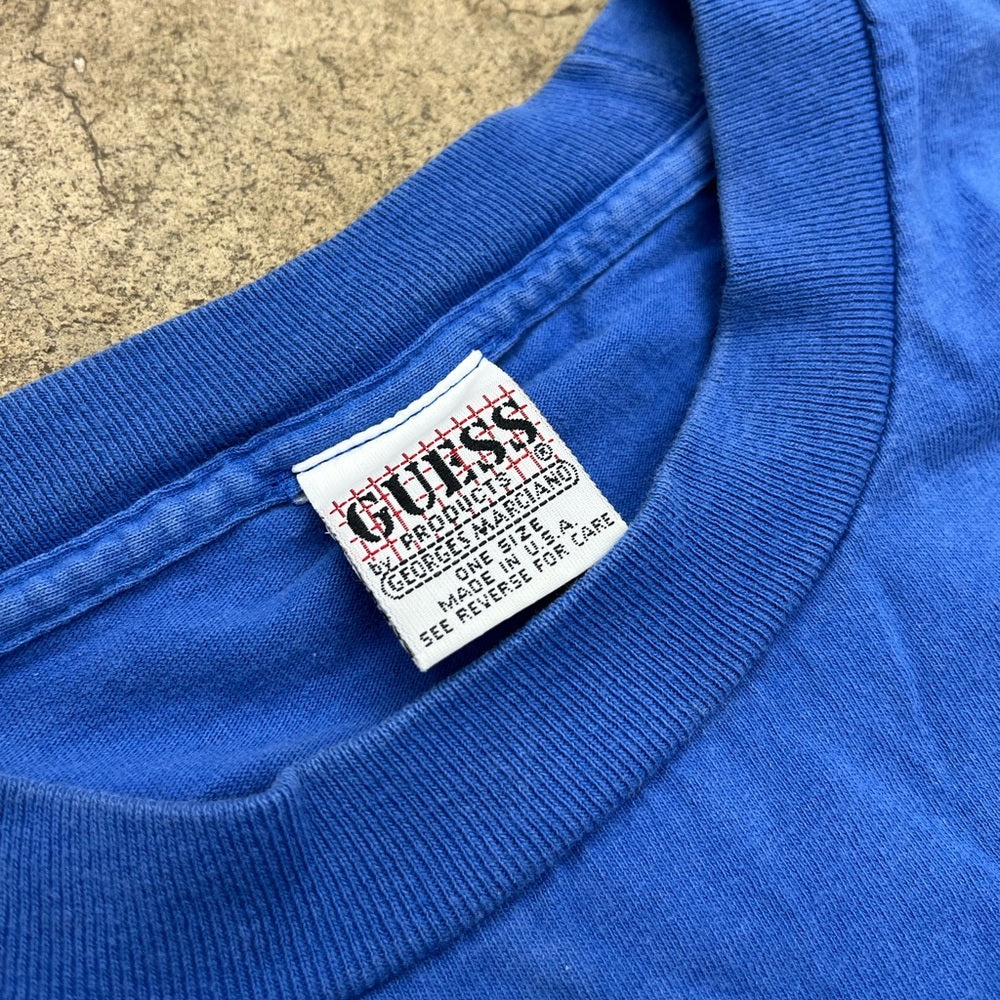 GUESS
PRODUCTS ®
by GEORGES MARCIANO
ONE SIZE
MADE IN U.S.A
SEE REVERSE FOR CARE